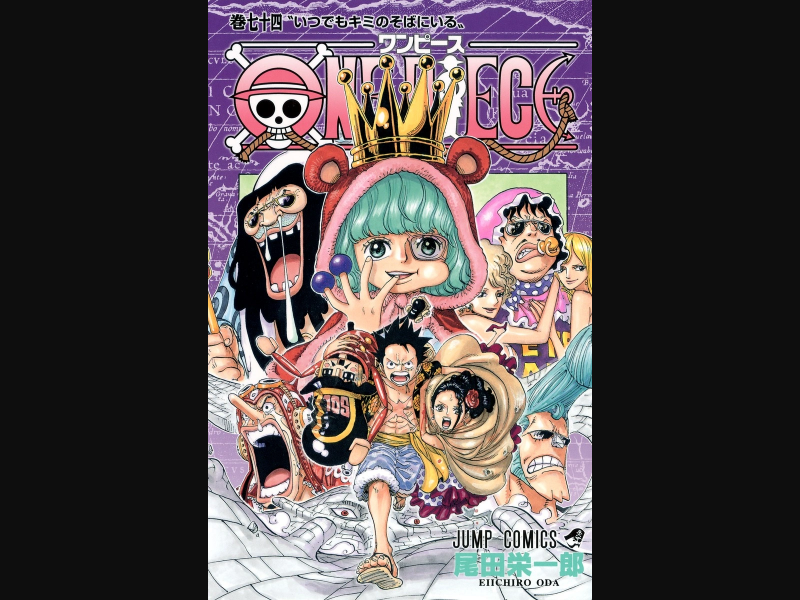 巻七十四 〝いつでもキミのそばにいる〟
ワンピース
ONE PIECE
109
JUMP COMICS
尾田栄一郎
EIICHIRO ODA